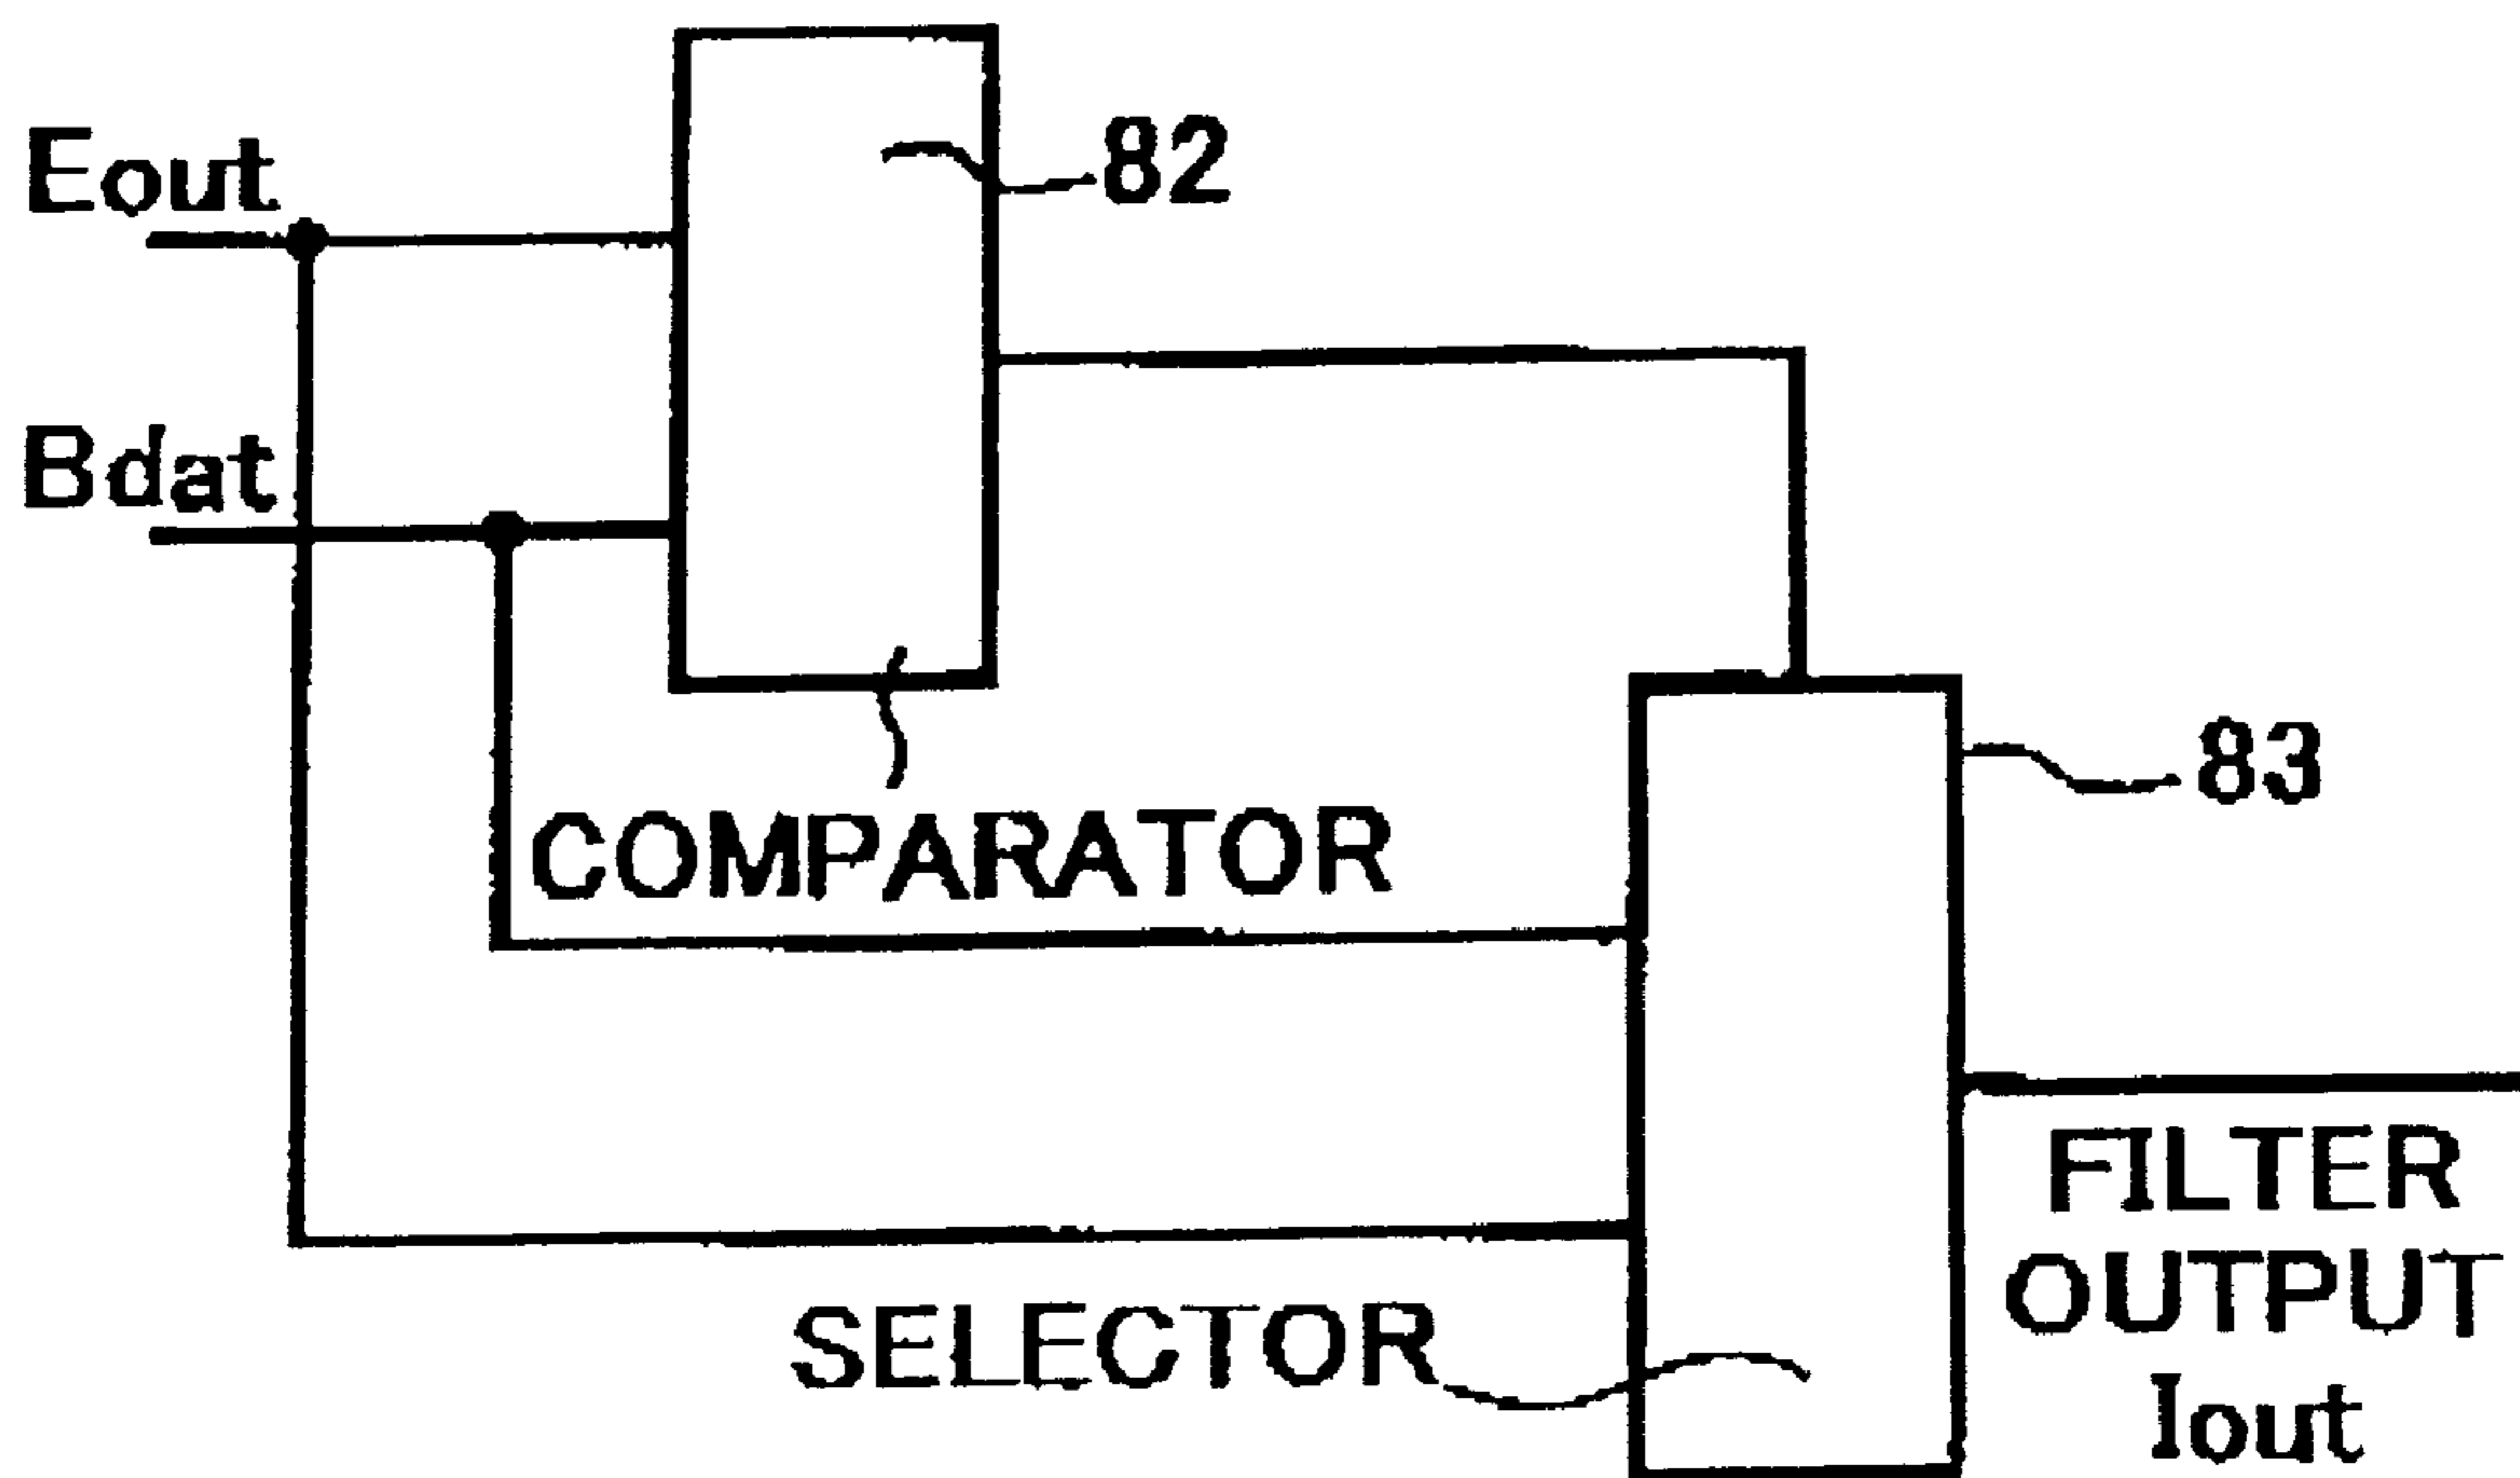 Eout
82
Bdat
83
COMPARATOR
FILTER
OUTPUT
SELECTOR
Iout